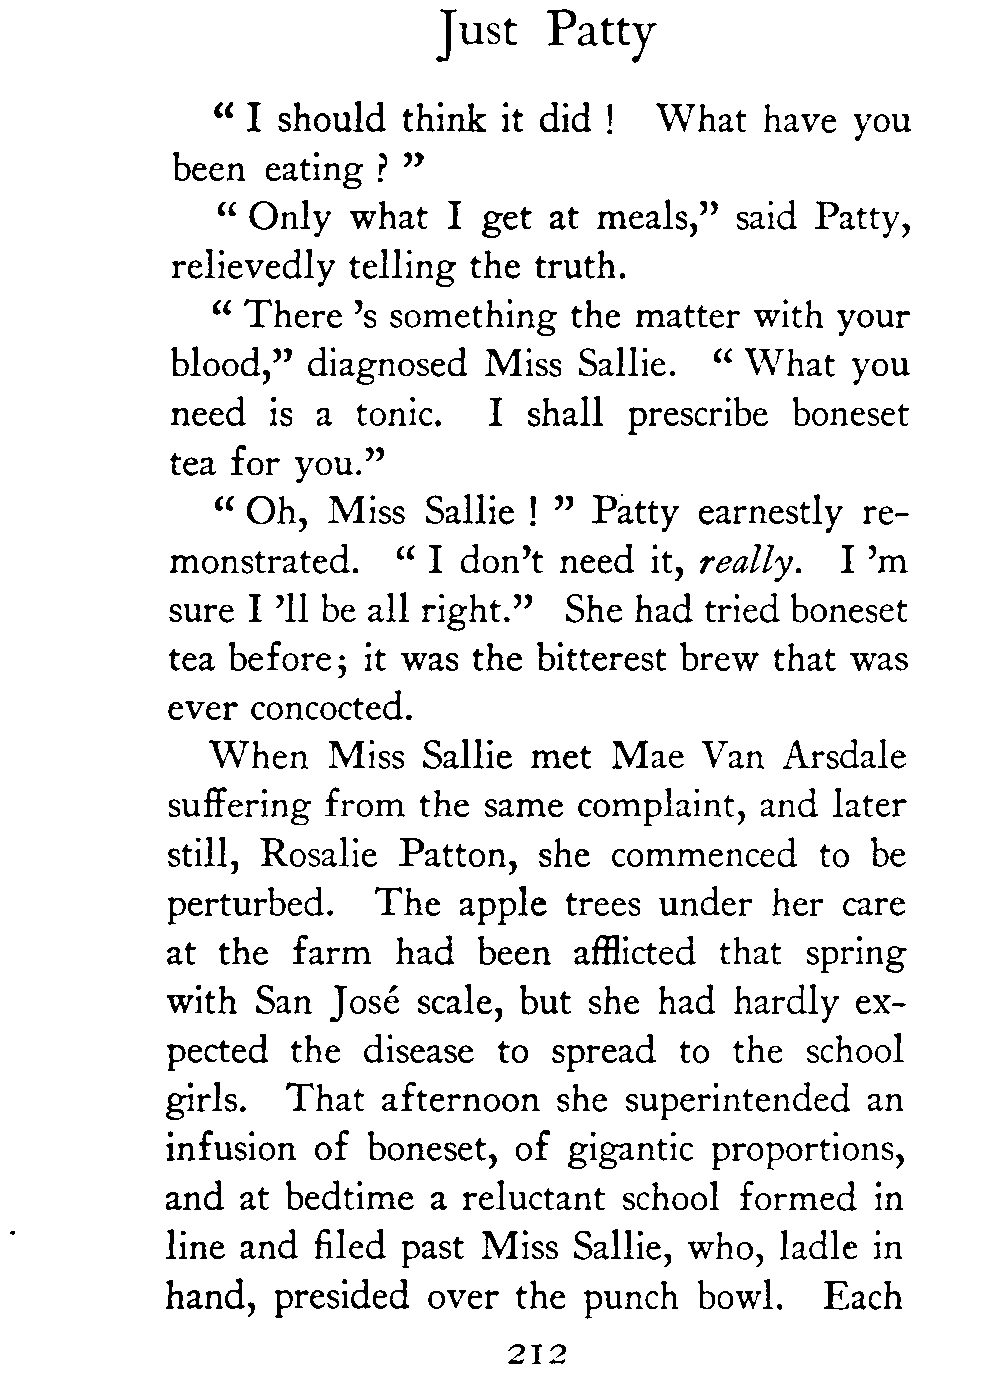 Just Patty
“ I should think it did ! What have you
been eating ? ”
“ Only what I get at meals,” said Patty,
relievedly telling the truth.
“ There ’s something the matter with your
blood,” diagnosed Miss Sallie. “ What you
need is a tonic. I shall prescribe boneset
tea for you.”
“ Oh, Miss Sallie ! ” Patty earnestly re-
monstrated. “ I don’t need it, really. I ’m
sure I ’ll be all right.” She had tried boneset
tea before; it was the bitterest brew that was
ever concocted.
When Miss Sallie met Mae Van Arsdale
suffering from the same complaint, and later
still, Rosalie Patton, she commenced to be
perturbed. The apple trees under her care
at the farm had been afflicted that spring
with San José scale, but she had hardly ex-
pected the disease to spread to the school
girls. That afternoon she superintended an
infusion of boneset, of gigantic proportions,
and at bedtime a reluctant school formed in
line and filed past Miss Sallie, who, ladle in
hand, presided over the punch bowl. Each
212